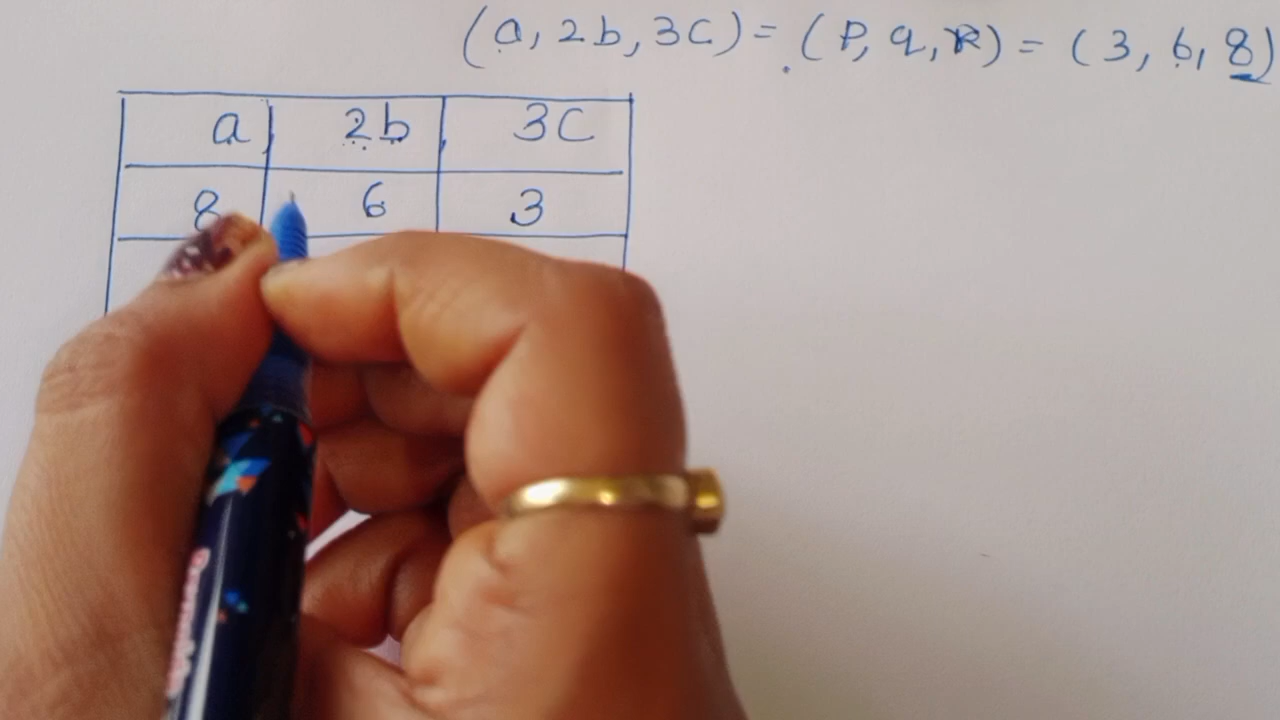 (a, 2b, 3c) = (P, q, R) = (3, 6, 8)
a, 2b, 3C
8 6 3